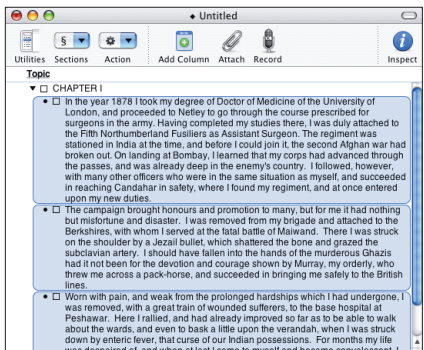 Untitled
Utilities Sections Action Add Column Attach Record Inspect
Topic
CHAPTER I
In the year 1878 I took my degree of Doctor of Medicine of the University of
London, and proceeded to Netley to go through the course prescribed for
surgeons in the army. Having completed my studies there, I was duly attached to
the Fifth Northumberland Fusiliers as Assistant Surgeon. The regiment was
stationed in India at the time, and before I could join it, the second Afghan war had
broken out. On landing at Bombay, I learned that my corps had advanced through
the passes, and was already deep in the enemy's country. I followed, however,
with many other officers who were in the same situation as myself, and succeeded
in reaching Candahar in safety, where I found my regiment, and at once entered
upon my new duties.
The campaign brought honours and promotion to many, but for me it had nothing
but misfortune and disaster. I was removed from my brigade and attached to the
Berkshires, with whom I served at the fatal battle of Maiwand. There I was struck
on the shoulder by a Jezail bullet, which shattered the bone and grazed the
subclavian artery. I should have fallen into the hands of the murderous Ghazis
had it not been for the devotion and courage shown by Murray, my orderly, who
threw me across a pack-horse, and succeeded in bringing me safely to the British
lines.
Worn with pain, and weak from the prolonged hardships which I had undergone, I
was removed, with a great train of wounded sufferers, to the base hospital at
Peshawar. Here I rallied, and had already improved so far as to be able to walk
about the wards, and even to bask a little upon the verandah, when I was struck
down by enteric fever, that curse of our Indian possessions. For months my life
was despaired of, and when at last I came to myself and became convalescent, I